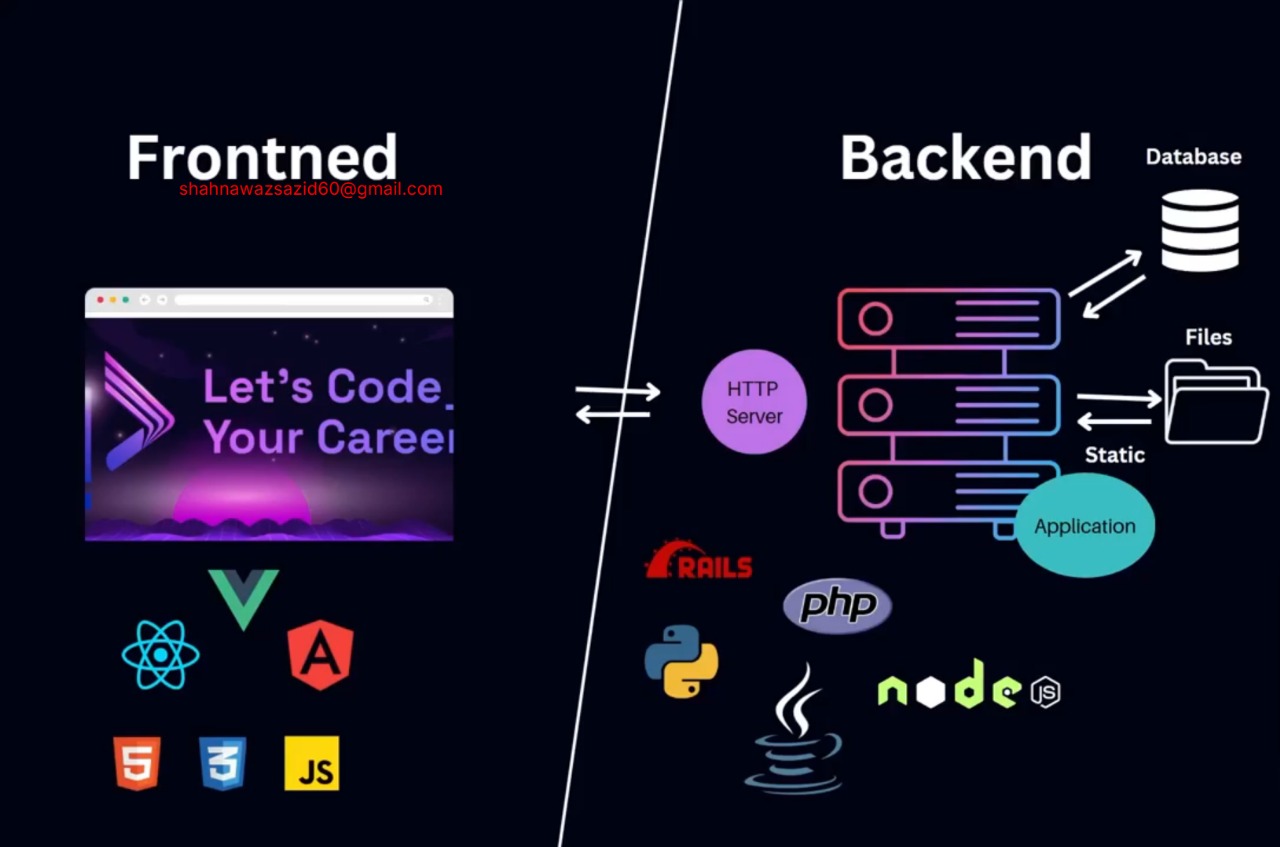 Frontned
shahnawazsazid60@gmail.com
Let's Code_
Your Career
5
3
JS
Backend
Database
Files
HTTP
Server
Static
Application
RAILS
php
node
JS